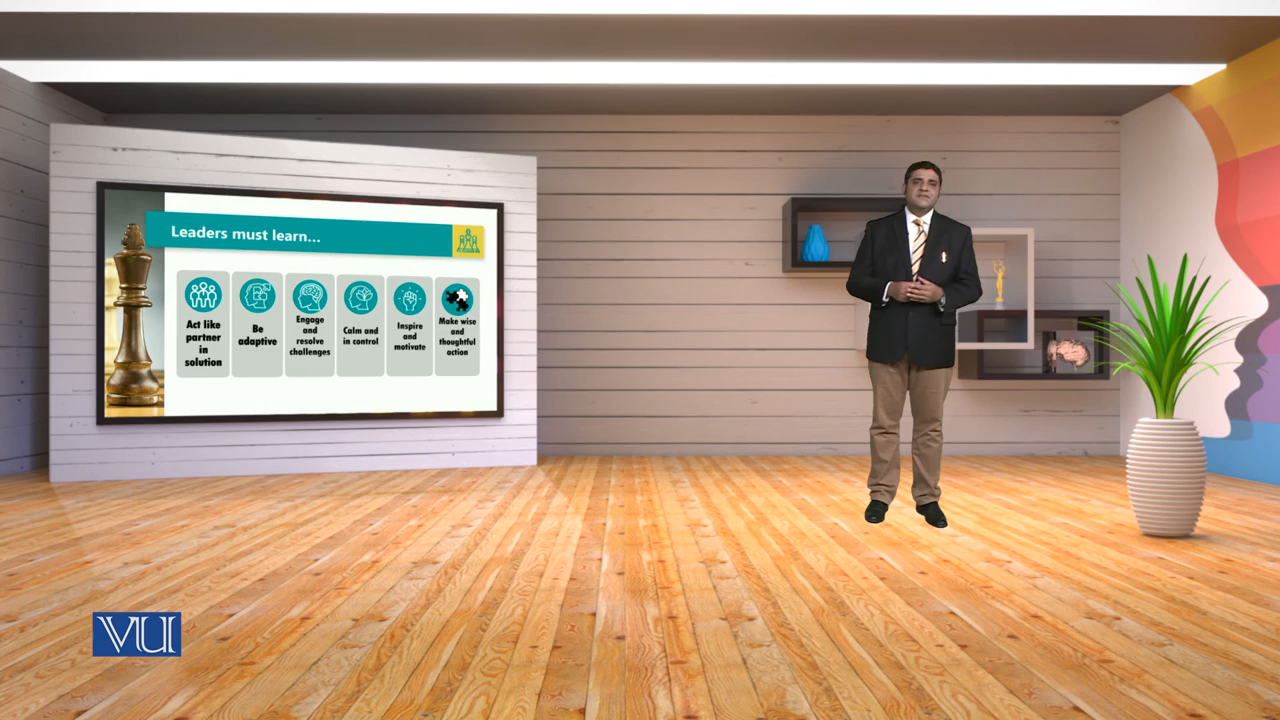 Leaders must learn...
Act like
partner
in
solution
Be
adaptive
Engage
and
resolve
challenges
Calm and
in control
Inspire
and
motivate
Make wise
and
thoughtful
action
VU